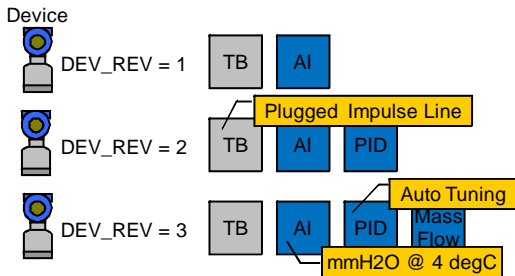 Device
DEV_REV = 1
TB
AI
Plugged Impulse Line
DEV_REV = 2
TB
AI
PID
Auto Tuning
DEV_REV = 3
TB
AI
PID
Mass
Flow
mmH2O @ 4 degC